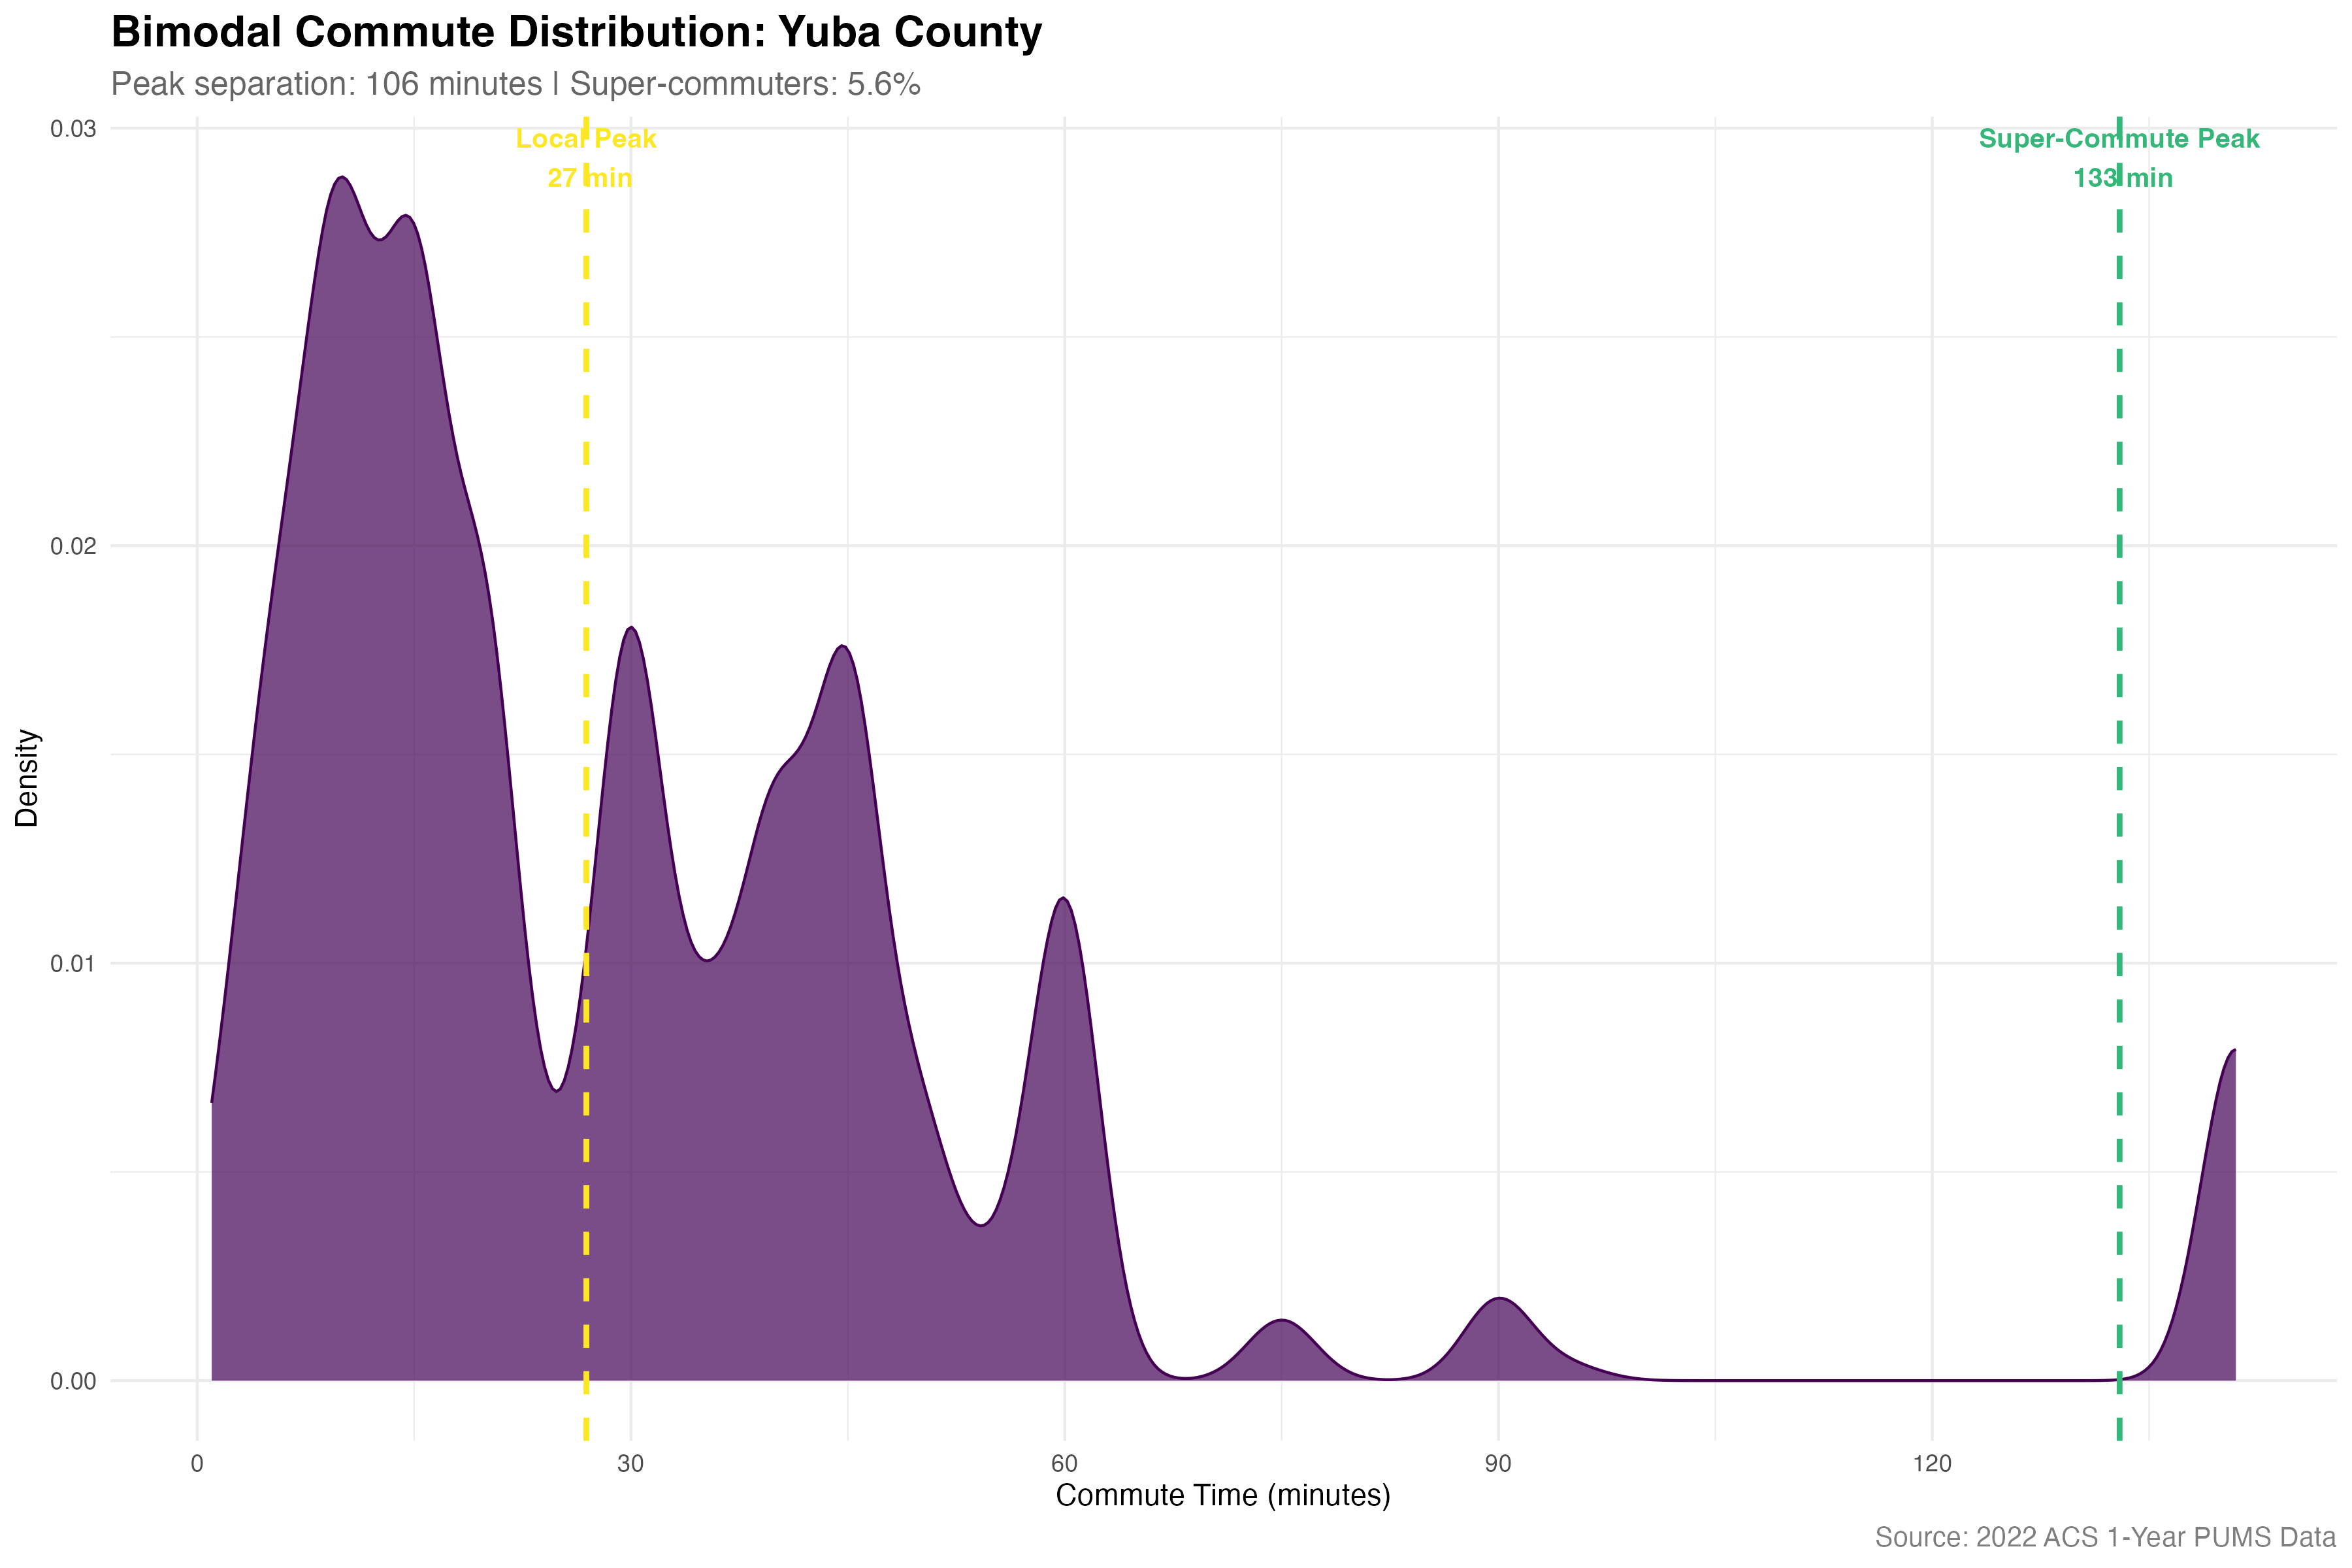 Bimodal Commute Distribution: Yuba County
Peak separation: 106 minutes | Super-commuters: 5.6%
Local Peak
27 min
Super-Commute Peak
133 min
0.03
0.02
0.01
0.00
Density
0
30
60
90
120
Commute Time (minutes)
Source: 2022 ACS 1-Year PUMS Data